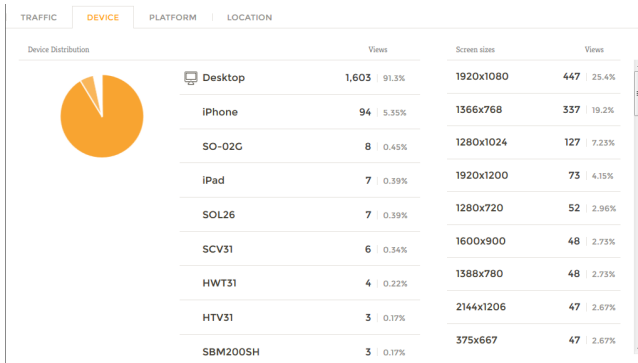 TRAFFIC DEVICE PLATFORM LOCATION
Device Distribution Views Screen sizes Views
Desktop 1,603 91.3% 1920x1080 447 25.4%
iPhone 94 5.35% 1366x768 337 19.2%
SO-02G 8 0.45% 1280x1024 127 7.23%
iPad 7 0.39% 1920x1200 73 4.15%
SOL26 7 0.39% 1280x720 52 2.96%
SCV31 6 0.34% 1600x900 48 2.73%
HWT31 4 0.22% 1388x780 48 2.73%
HTV31 3 0.17% 2144x1206 47 2.67%
SBM200SH 3 0.17% 375x667 47 2.67%